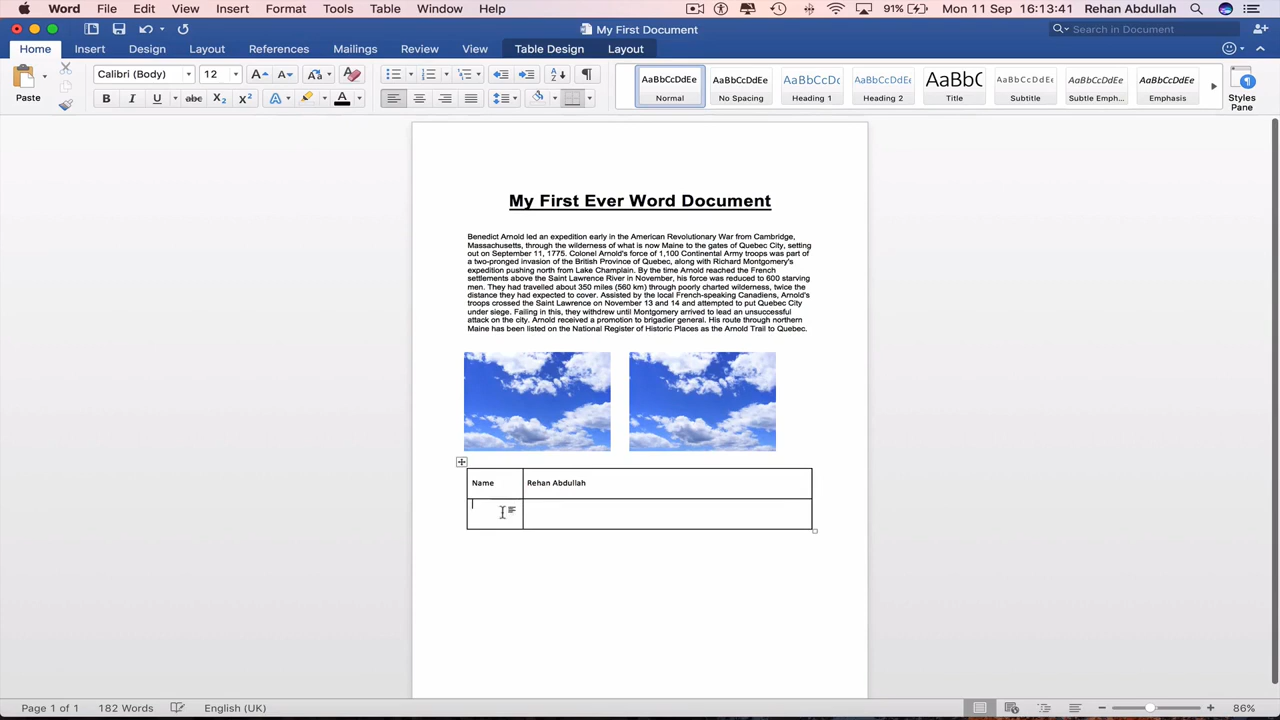 Word File Edit View Insert Format Tools Table Window Help 91% Mon 11 Sep 16:13:41 Rehan Abdullah
My First Document Search in Document
Home Insert Design Layout References Mailings Review View Table Design Layout
Paste Calibri (Body) 12 AaBbCcDdEe AaBbCcDdEe AaBbCcDc AaBbCcDdEe AaBbC AaBbCcDdEe AaBbCcDdEe AaBbCcDdEe
B I U abc X2 X2 A A Normal No Spacing Heading 1 Heading 2 Title Subtitle Subtle Emph... Emphasis Styles Pane
My First Ever Word Document
Benedict Arnold led an expedition early in the American Revolutionary War from Cambridge,
Massachusetts, through the wilderness of what is now Maine to the gates of Quebec City, setting
out on September 11, 1775. Colonel Arnold's force of 1,100 Continental Army troops was part of
a two-pronged invasion of the British Province of Quebec, along with Richard Montgomery's
expedition pushing north from Lake Champlain. By the time Arnold reached the French
settlements above the Saint Lawrence River in November, his force was reduced to 600 starving
men. They had travelled about 350 miles (560 km) through poorly charted wilderness, twice the
distance they had expected to cover. Assisted by the local French-speaking Canadiens, Arnold's
troops crossed the Saint Lawrence on November 13 and 14 and attempted to put Quebec City
under siege. Failing in this, they withdrew until Montgomery arrived to lead an unsuccessful
attack on the city. Arnold received a promotion to brigadier general. His route through northern
Maine has been listed on the National Register of Historic Places as the Arnold Trail to Quebec.
Name Rehan Abdullah
Page 1 of 1 182 Words English (UK) 86%